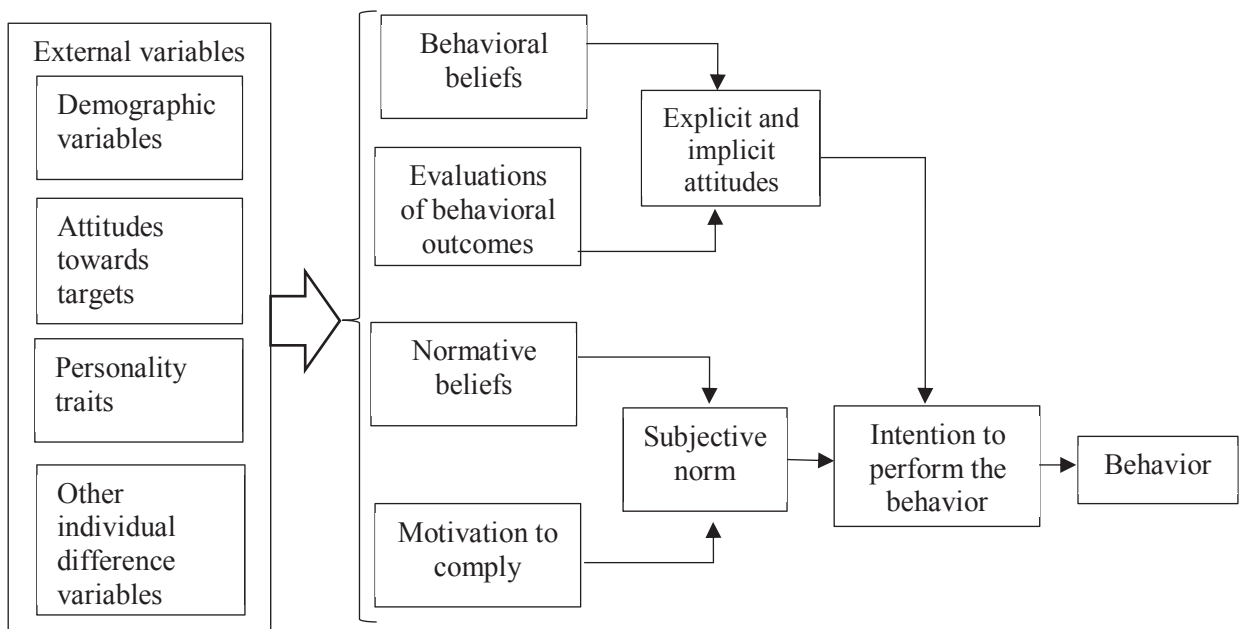 External variables
Demographic
variables
Attitudes
towards
targets
Personality
traits
Other
individual
difference
variables
Behavioral
beliefs
Evaluations
of behavioral
outcomes
Normative
beliefs
Motivation to
comply
Explicit and
implicit
attitudes
Subjective
norm
Intention to
perform the
behavior
Behavior